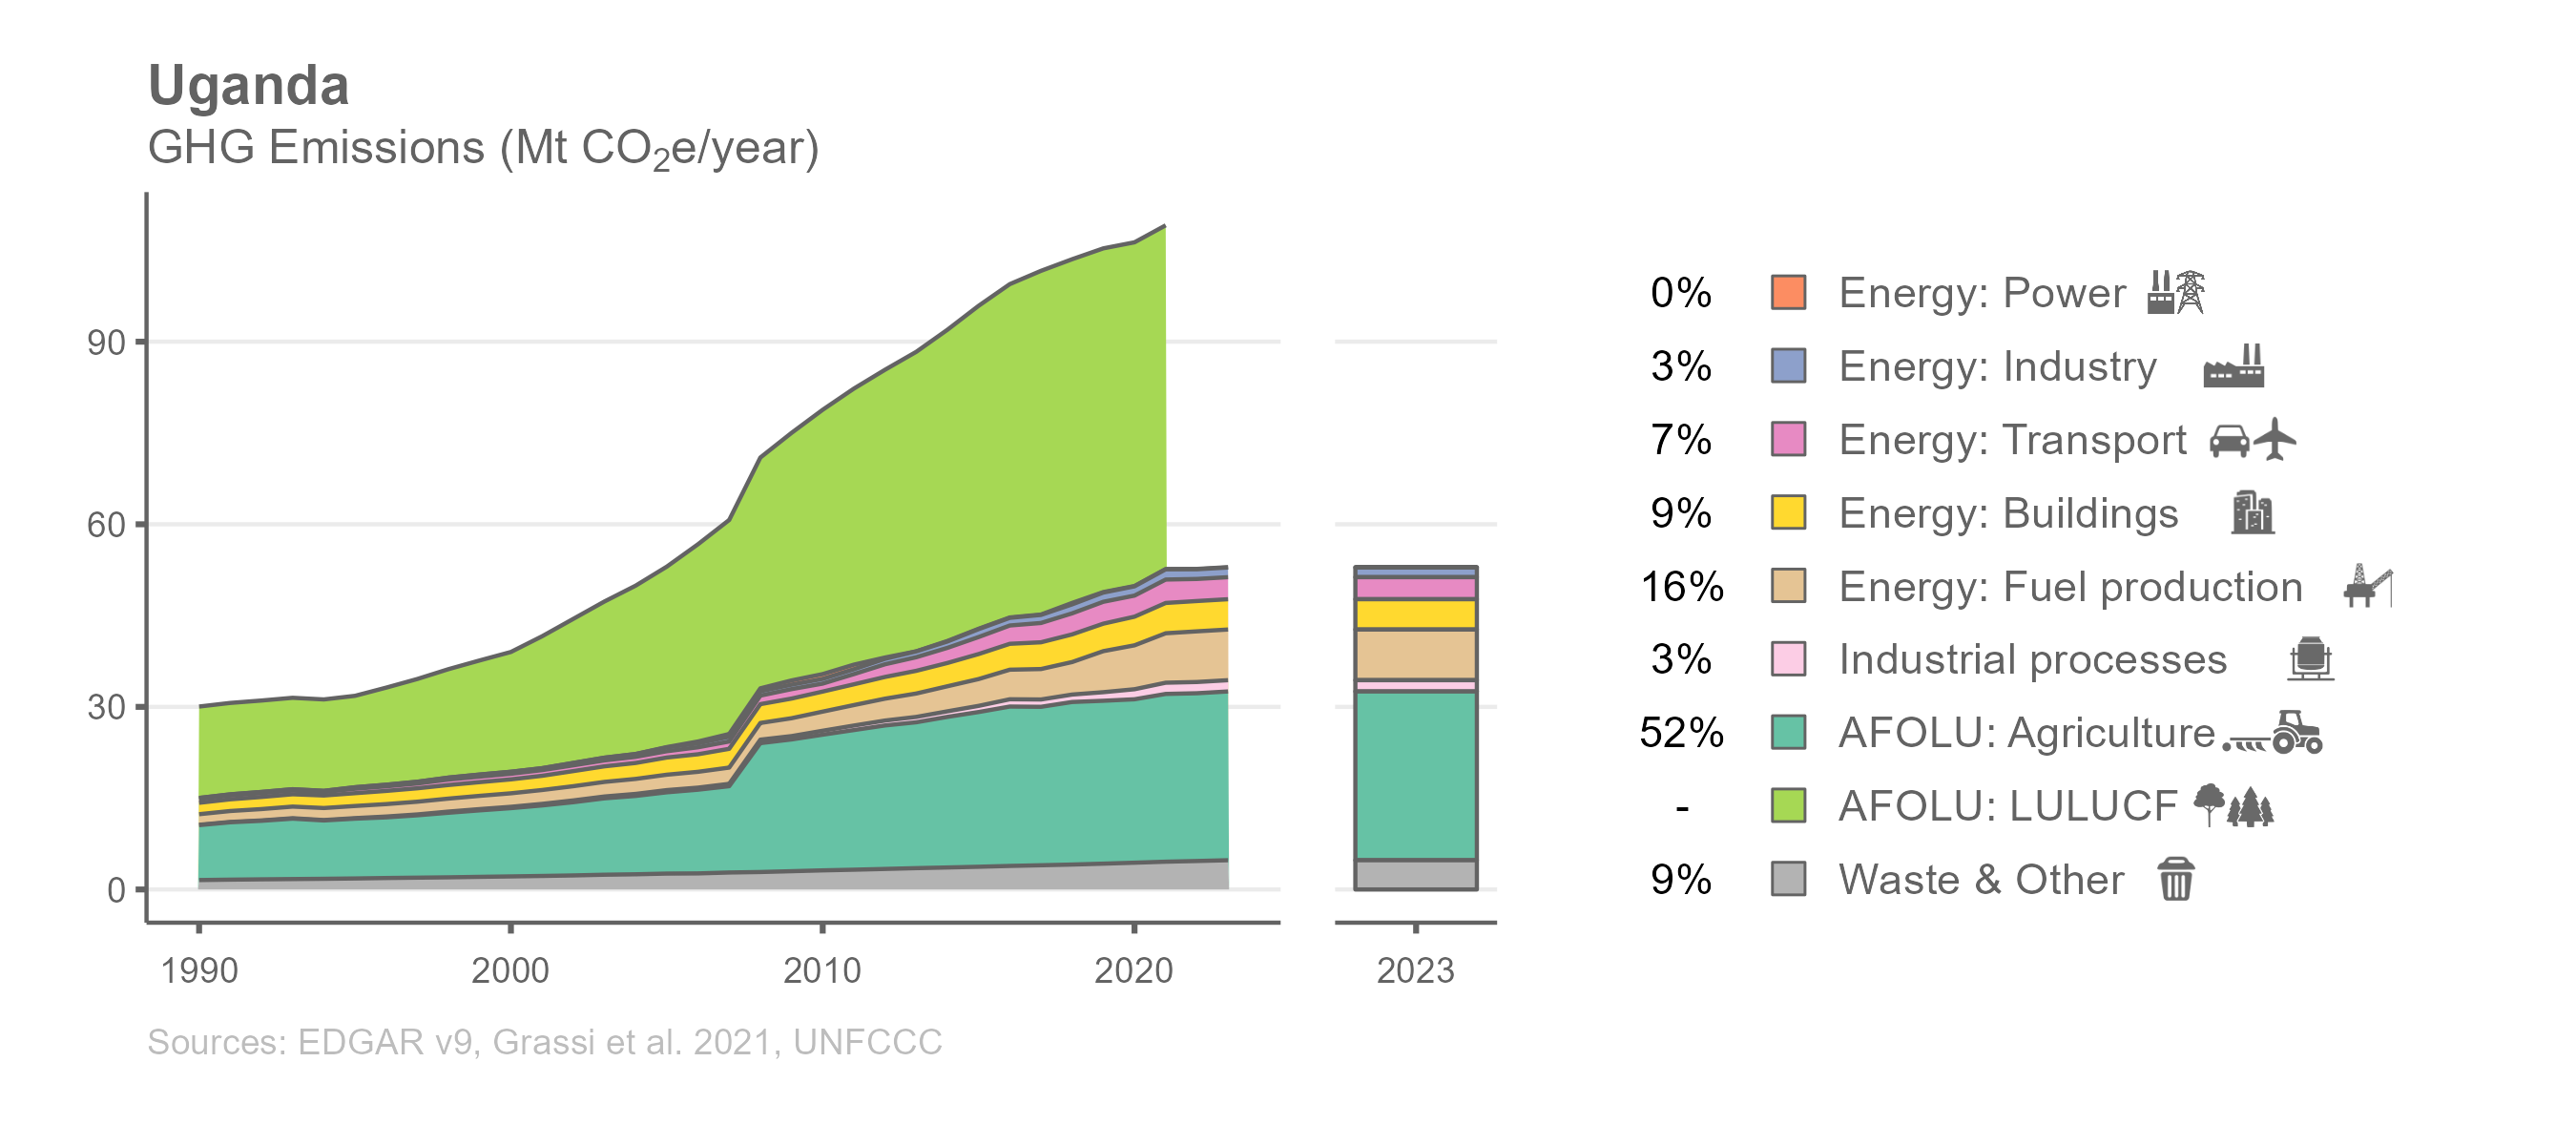 Uganda
GHG Emissions (Mt CO₂e/year)
90
60
30
0
1990 2000 2010 2020 2023
0% Energy: Power
3% Energy: Industry
7% Energy: Transport
9% Energy: Buildings
16% Energy: Fuel production
3% Industrial processes
52% AFOLU: Agriculture
- AFOLU: LULUCF
9% Waste & Other
Sources: EDGAR v9, Grassi et al. 2021, UNFCCC